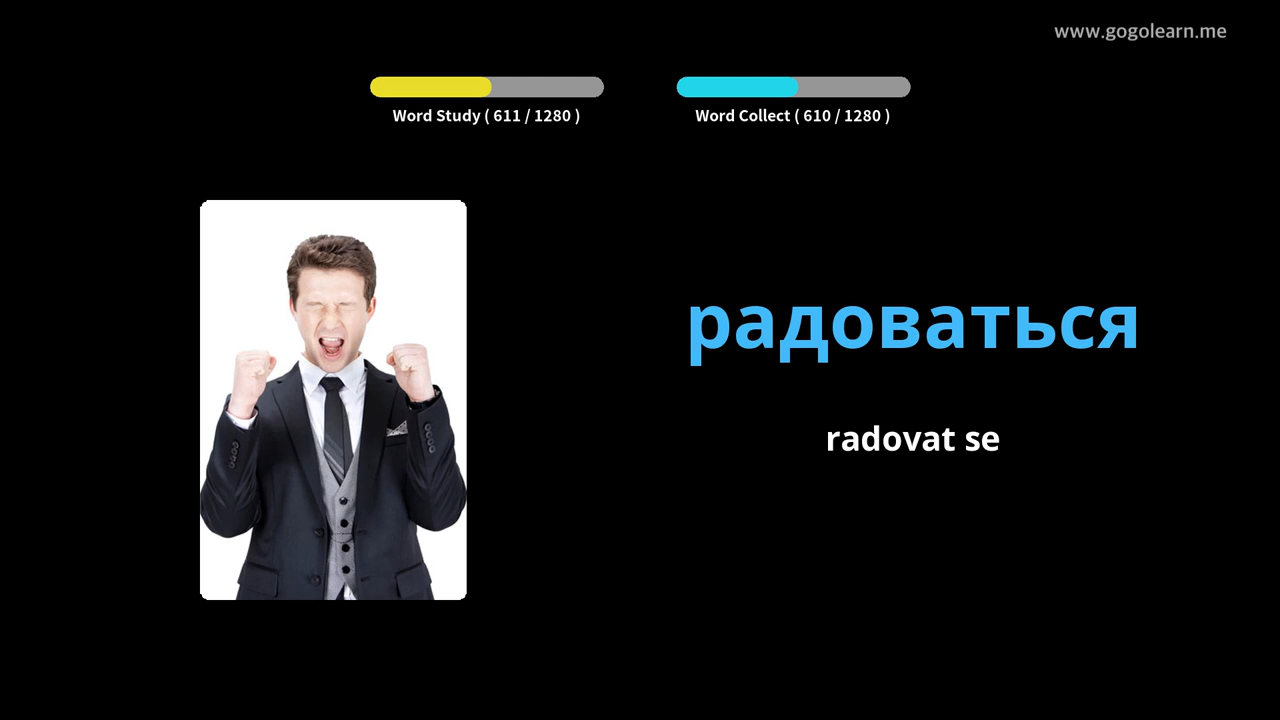 www.gogolearn.me
Word Study ( 611 / 1280 )
Word Collect ( 610 / 1280 )
радоваться
radovat se